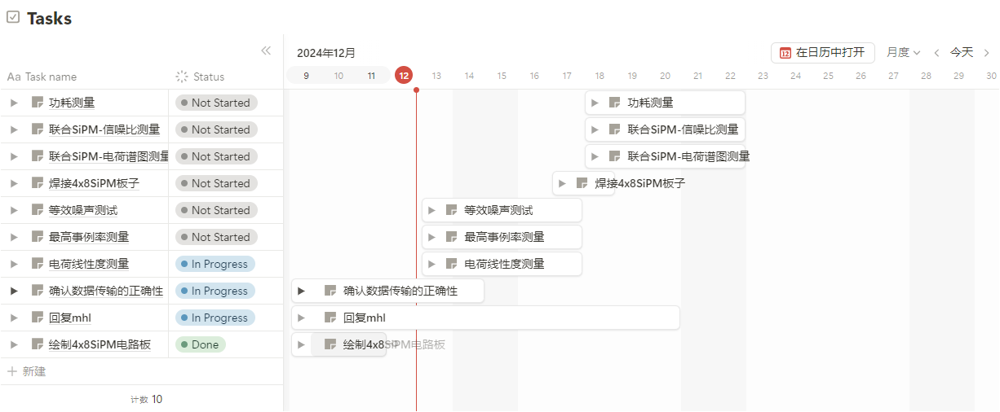 Tasks
2024年12月
12 在日历中打开 月度 今天
Aa Task name Status
9 10 11 12 13 14 15 16 17 18 19 20 21 22 23 24 25 26 27 28 29 30
功耗测量 Not Started 功耗测量
联合SiPM-信噪比测量 Not Started 联合SiPM-信噪比测量
联合SiPM-电荷谱图测量 Not Started 联合SiPM-电荷谱图测量
焊接4x8SiPM板子 Not Started 焊接4x8SiPM板子
等效噪声测试 Not Started 等效噪声测试
最高事例率测量 Not Started 最高事例率测量
电荷线性度测量 In Progress 电荷线性度测量
确认数据传输的正确性 In Progress 确认数据传输的正确性
回复mhl In Progress 回复mhl
绘制4x8SiPM电路板 Done 绘制4x8SiPM电路板
新建
计数 10